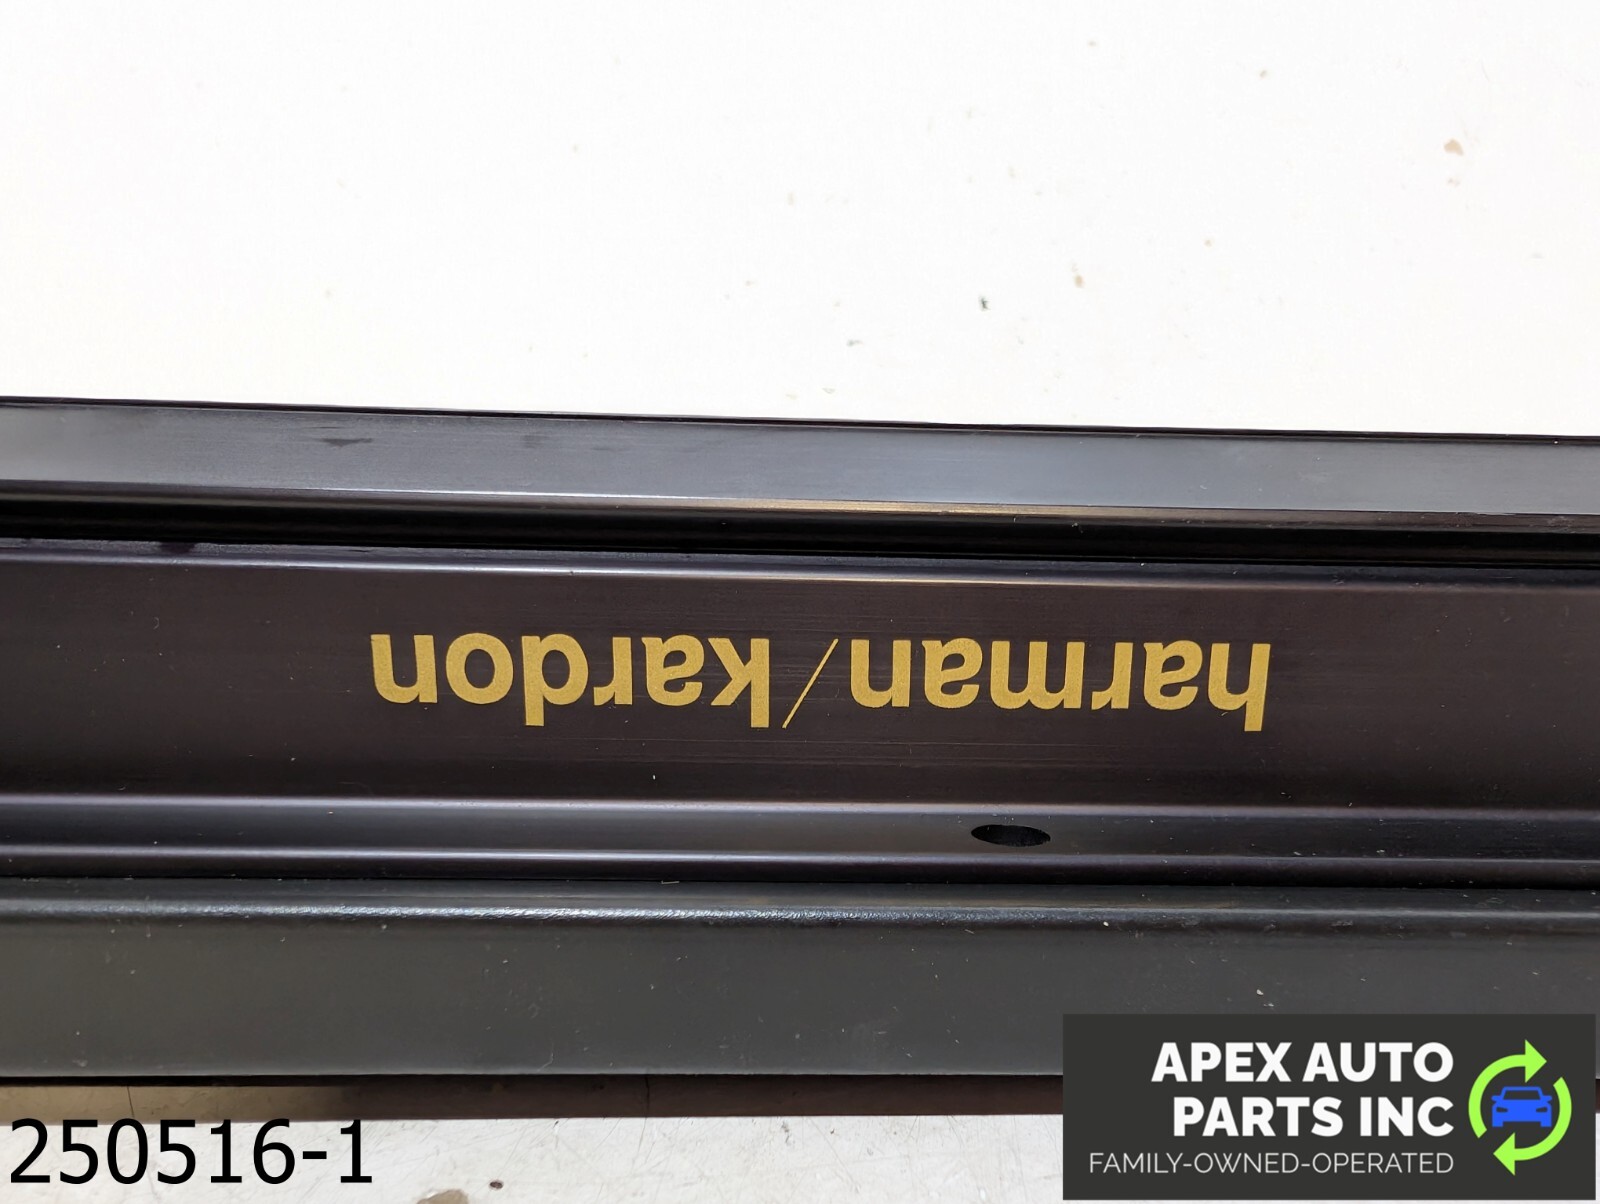 harman/kardon
250516-1
APEX AUTO
PARTS INC
FAMILY-OWNED-OPERATED